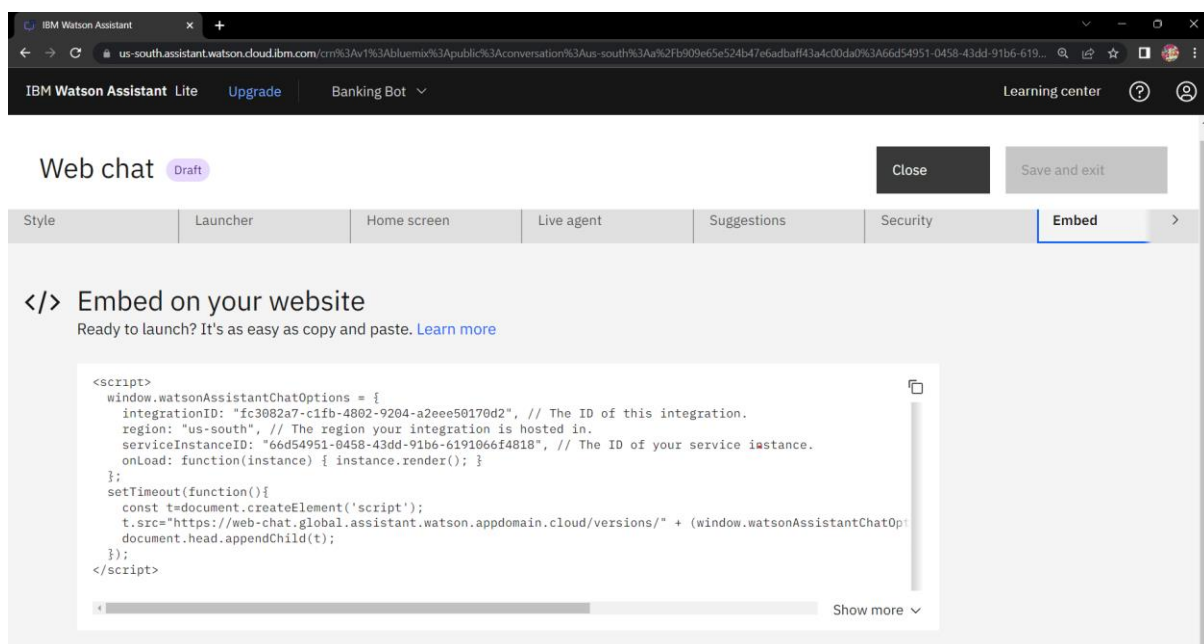 IBM Watson Assistant
us-south.assistant.watson.cloud.ibm.com/crn%3Av1%3Abluemix%3Apublic%3Aconversation%3Aus-south%3Aa%2Fb909e65e524b47e6adbaff43a4c00da0%3A66d54951-0458-43dd-91b6-619...
IBM Watson Assistant Lite Upgrade Banking Bot Learning center
Web chat Draft Close Save and exit
Style Launcher Home screen Live agent Suggestions Security Embed
</> Embed on your website
Ready to launch? It's as easy as copy and paste. Learn more
<script>
window.watsonAssistantChatOptions = {
integrationID: "fc3082a7-c1fb-4802-9204-a2eee50170d2", // The ID of this integration.
region: "us-south", // The region your integration is hosted in.
serviceInstanceID: "66d54951-0458-43dd-91b6-6191066f4818", // The ID of your service instance.
onLoad: function(instance) { instance.render(); }
};
setTimeout(function(){
const t=document.createElement('script');
t.src="https://web-chat.global.assistant.watson.appdomain.cloud/versions/" + (window.watsonAssistantChatOpt
document.head.appendChild(t);
});
</script>
Show more